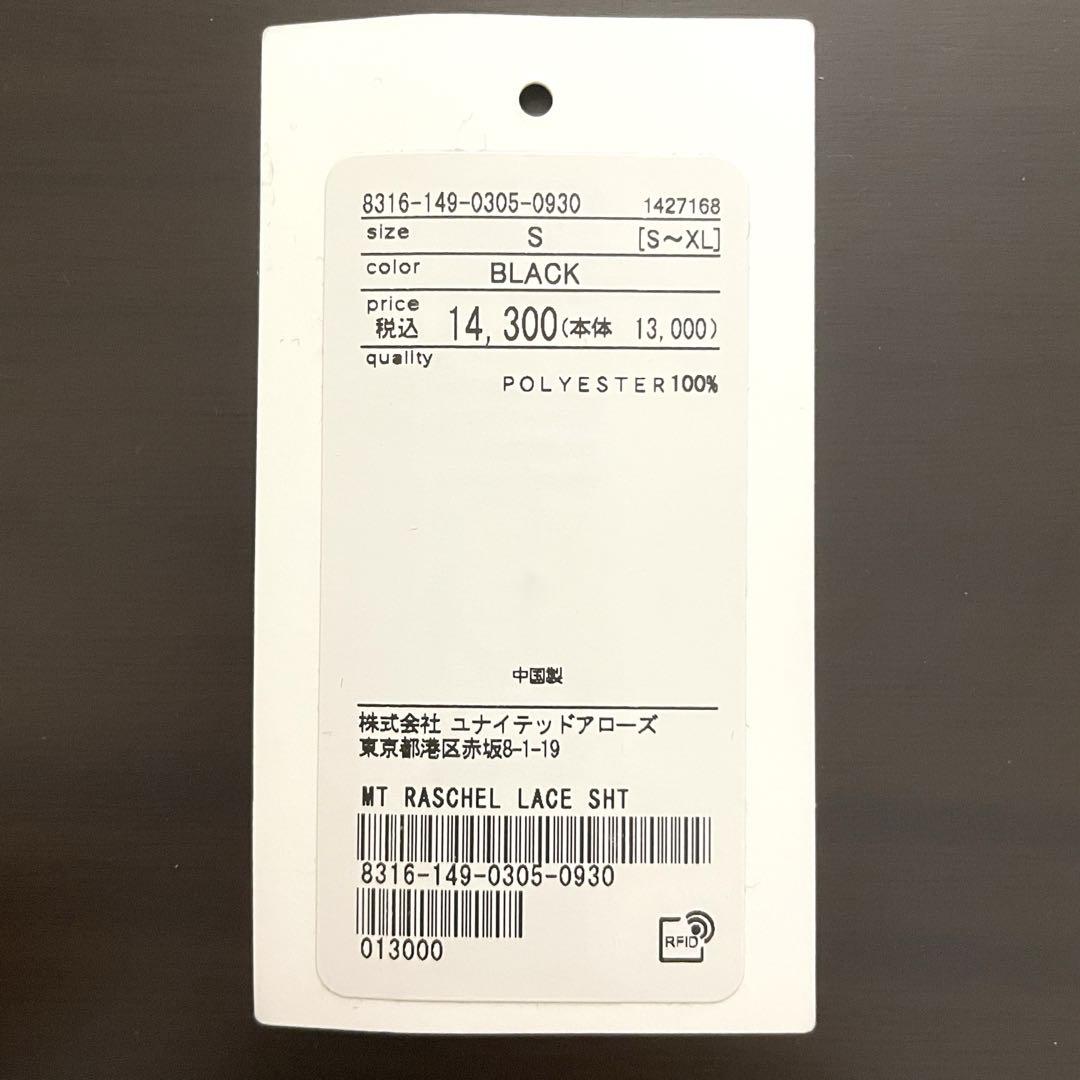 8316-149-0305-0930 1427168
size S [S～XL]
color BLACK
price
税込 14,300(本体 13,000)
quality
POLYESTER100%
中国製
株式会社 ユナイテッドアローズ
東京都港区赤坂8-1-19
MT RASCHEL LACE SHT
8316-149-0305-0930
013000
RFID